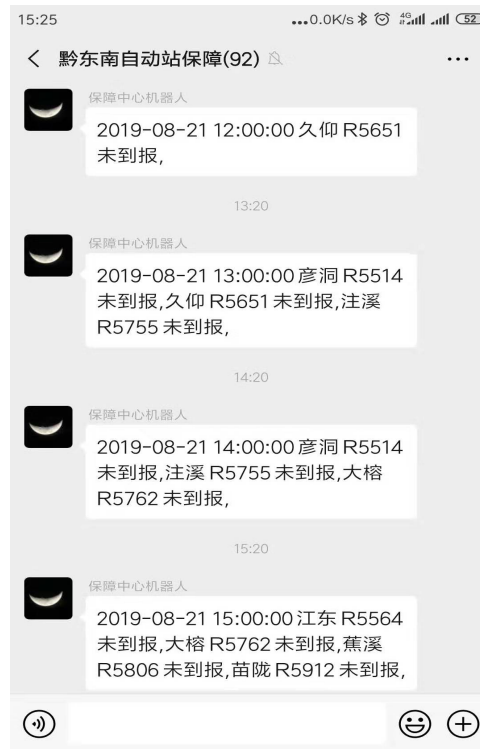 15:25 ...0.0K/s 4G 52
黔东南自动站保障(92)
保障中心机器人
2019-08-21 12:00:00 久仰 R5651
未到报,
13:20
保障中心机器人
2019-08-21 13:00:00 彦洞 R5514
未到报,久仰 R5651 未到报,注溪
R5755 未到报,
14:20
保障中心机器人
2019-08-21 14:00:00 彦洞 R5514
未到报,注溪 R5755 未到报,大榕
R5762 未到报,
15:20
保障中心机器人
2019-08-21 15:00:00 江东 R5564
未到报,大榕 R5762 未到报,蕉溪
R5806 未到报,苗陇 R5912 未到报,